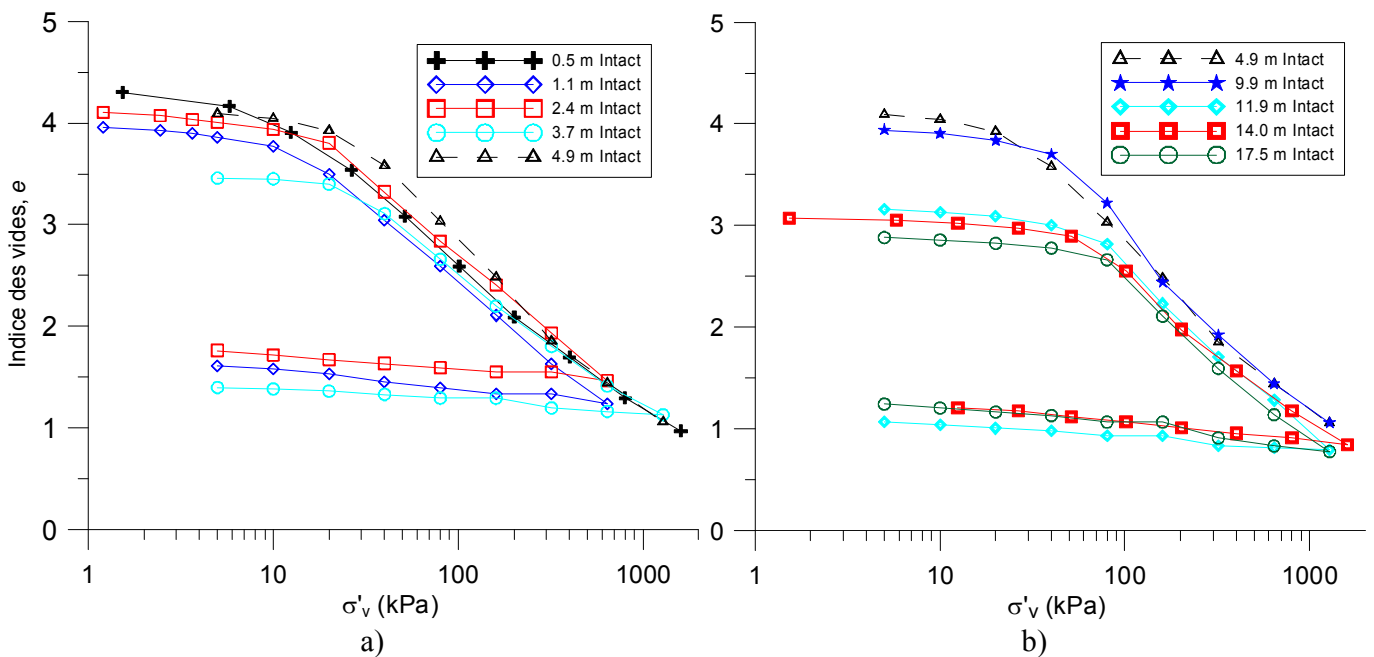 5
4
3
2
1
0
Indice des vides, e
0.5 m Intact
1.1 m Intact
2.4 m Intact
3.7 m Intact
4.9 m Intact
1
10
100
1000
σ'v (kPa)
a)
5
4
3
2
1
0
4.9 m Intact
9.9 m Intact
11.9 m Intact
14.0 m Intact
17.5 m Intact
1
10
100
1000
σ'v (kPa)
b)